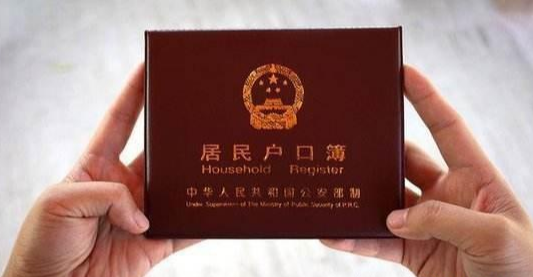 居民户口簿
Household Register
中华人民共和国公安部制
Under Supervision of The Ministry of Public Security of P.R.C.